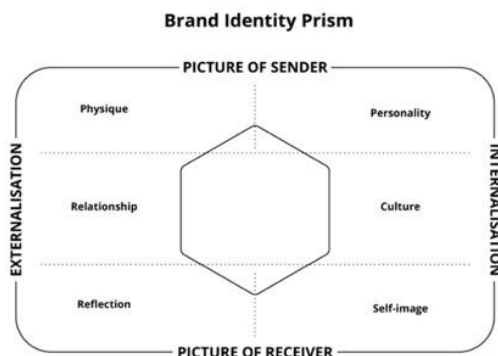 Brand Identity Prism
PICTURE OF SENDER
Physique
Personality
EXTERNALISATION
INTERNALISATION
Relationship
Culture
Reflection
Self-image
PICTURE OF RECEIVER